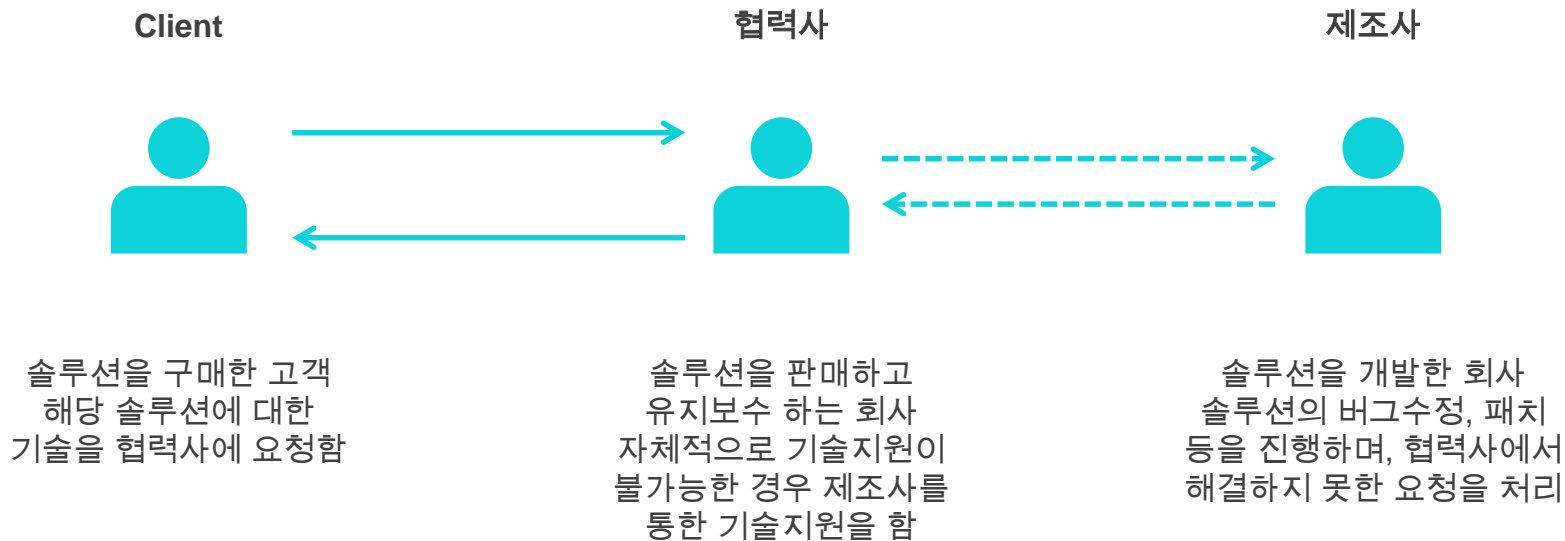 Client
협력사
제조사
솔루션을 구매한 고객
해당 솔루션에 대한
기술을 협력사에 요청함
솔루션을 판매하고
유지보수 하는 회사
자체적으로 기술지원이
불가능한 경우 제조사를
통한 기술지원을 함
솔루션을 개발한 회사
솔루션의 버그수정, 패치
등을 진행하며, 협력사에서
해결하지 못한 요청을 처리